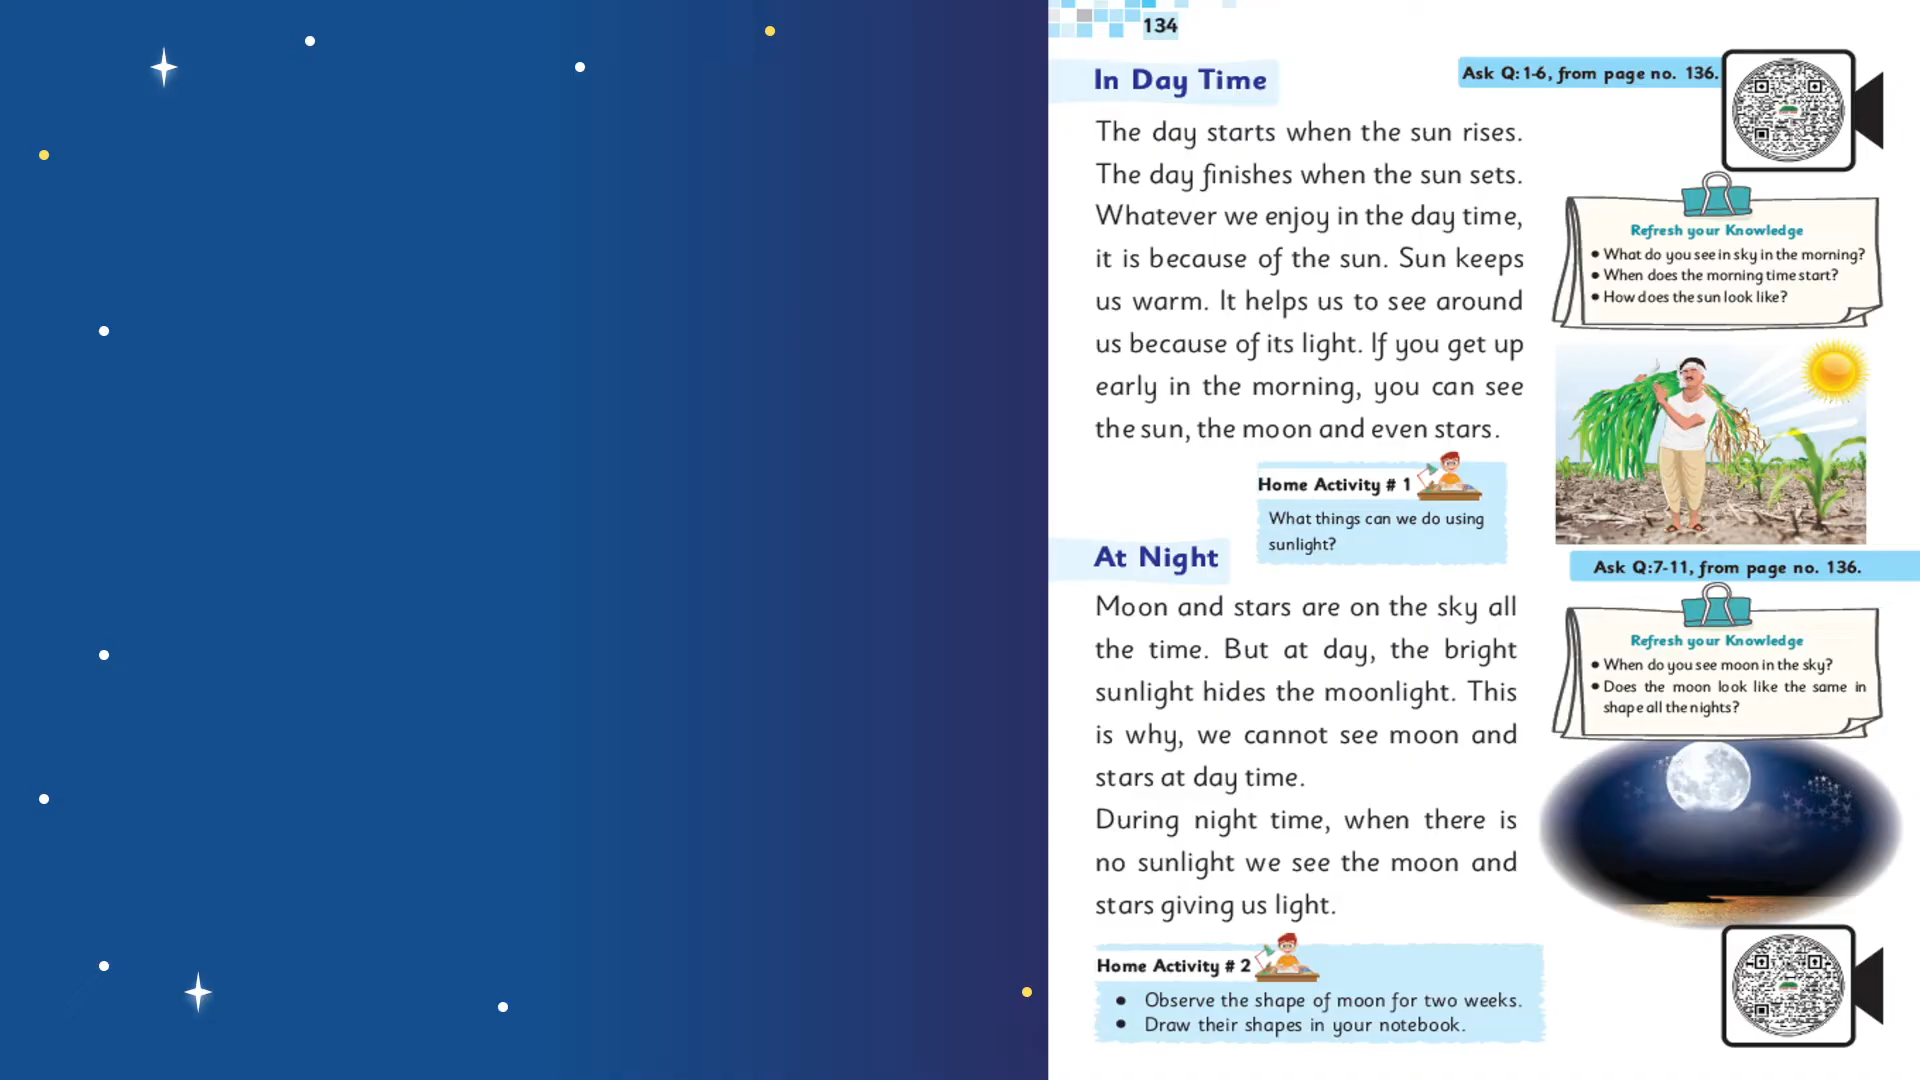 134
In Day Time
Ask Q: 1-6, from page no. 136.
The day starts when the sun rises.
The day finishes when the sun sets.
Whatever we enjoy in the day time,
it is because of the sun. Sun keeps
us warm. It helps us to see around
us because of its light. If you get up
early in the morning, you can see
the sun, the moon and even stars.
Refresh your Knowledge
• What do you see in sky in the morning?
• When does the morning time start?
• How does the sun look like?
Home Activity # 1
What things can we do using
sunlight?
At Night
Ask Q:7-11, from page no. 136.
Moon and stars are on the sky all
the time. But at day, the bright
sunlight hides the moonlight. This
is why, we cannot see moon and
stars at day time.
During night time, when there is
no sunlight we see the moon and
stars giving us light.
Refresh your Knowledge
• When do you see moon in the sky?
• Does the moon look like the same in
shape all the nights?
Home Activity # 2
• Observe the shape of moon for two weeks.
• Draw their shapes in your notebook.